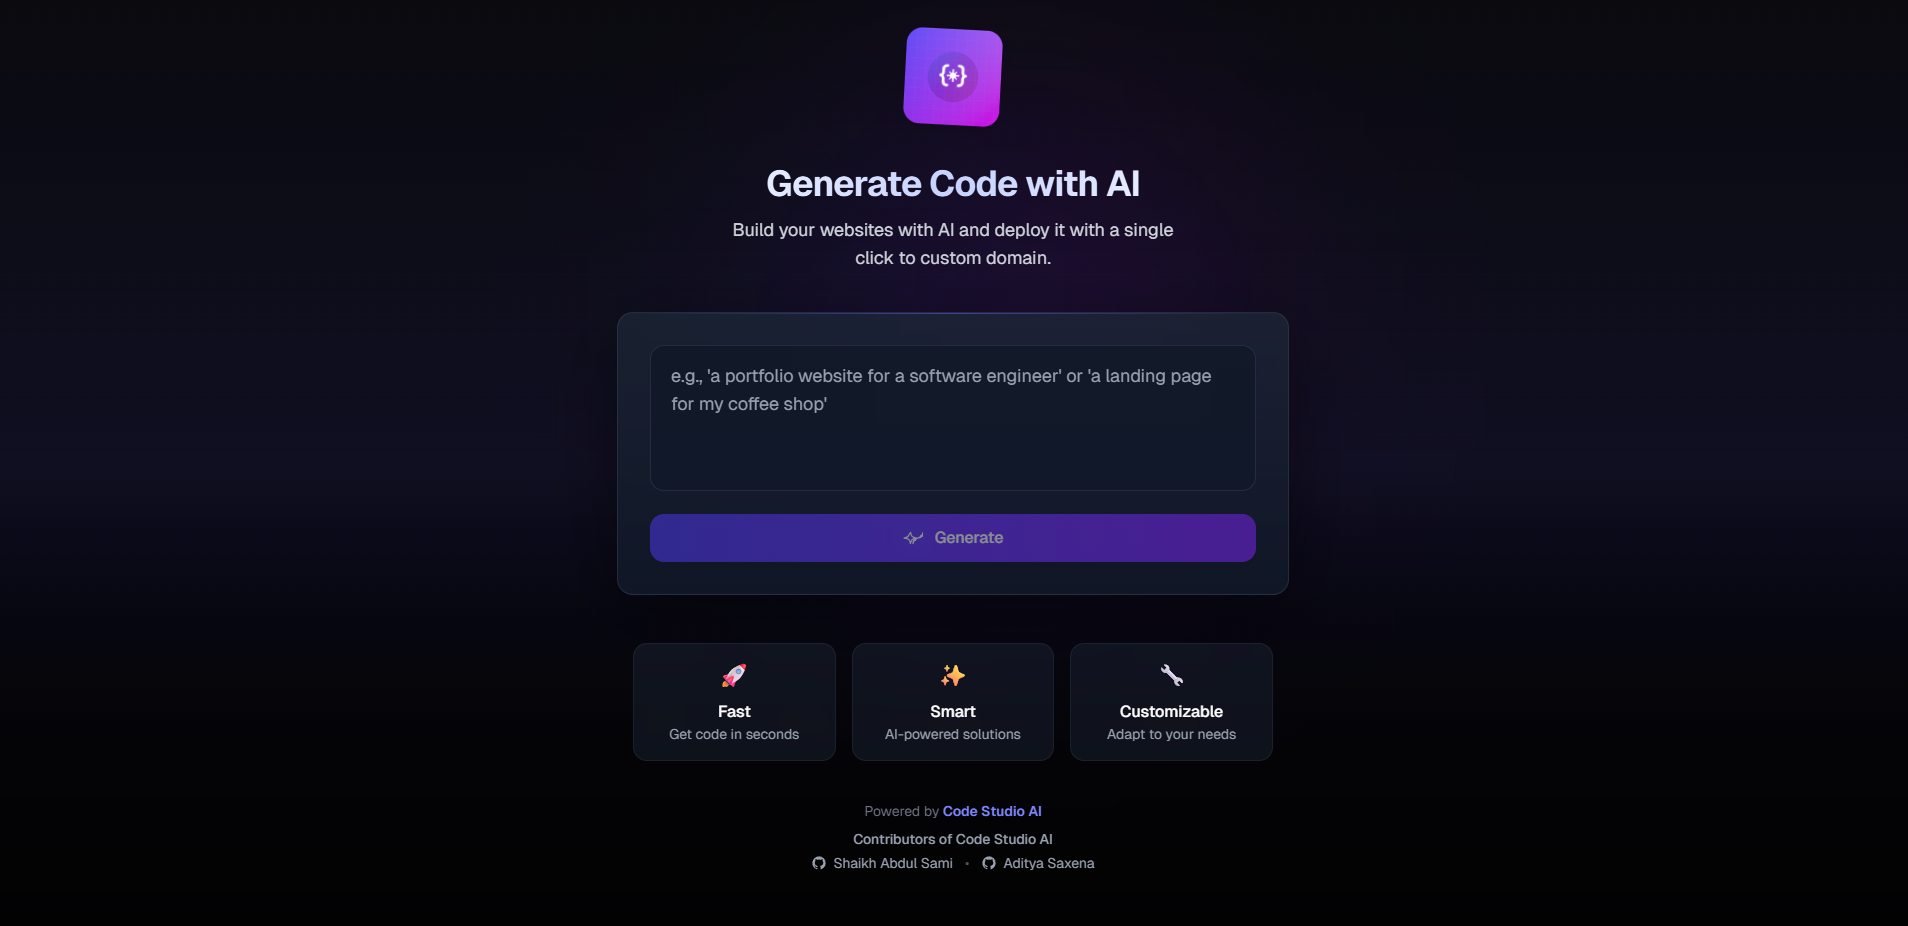 {*}
Generate Code with AI
Build your websites with AI and deploy it with a single
click to custom domain.
e.g., 'a portfolio website for a software engineer' or 'a landing page
for my coffee shop'
Generate
Fast
Get code in seconds
Smart
AI-powered solutions
Customizable
Adapt to your needs
Powered by Code Studio AI
Contributors of Code Studio AI
Shaikh Abdul Sami • Aditya Saxena